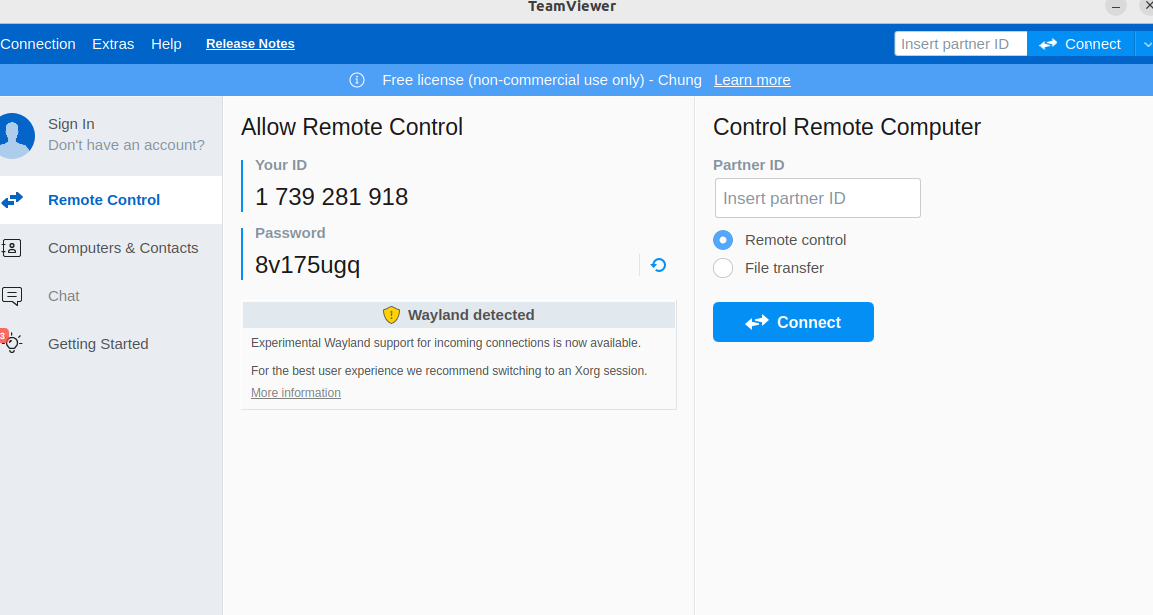 TeamViewer
Connection Extras Help Release Notes Insert partner ID Connect
Free license (non-commercial use only) - Chung Learn more
Sign In
Don't have an account?
Remote Control
Computers & Contacts
Chat
3
Getting Started
Allow Remote Control
Your ID
1 739 281 918
Password
8v175ugq
Wayland detected
Experimental Wayland support for incoming connections is now available.
For the best user experience we recommend switching to an Xorg session.
More information
Control Remote Computer
Partner ID
Insert partner ID
Remote control
File transfer
Connect